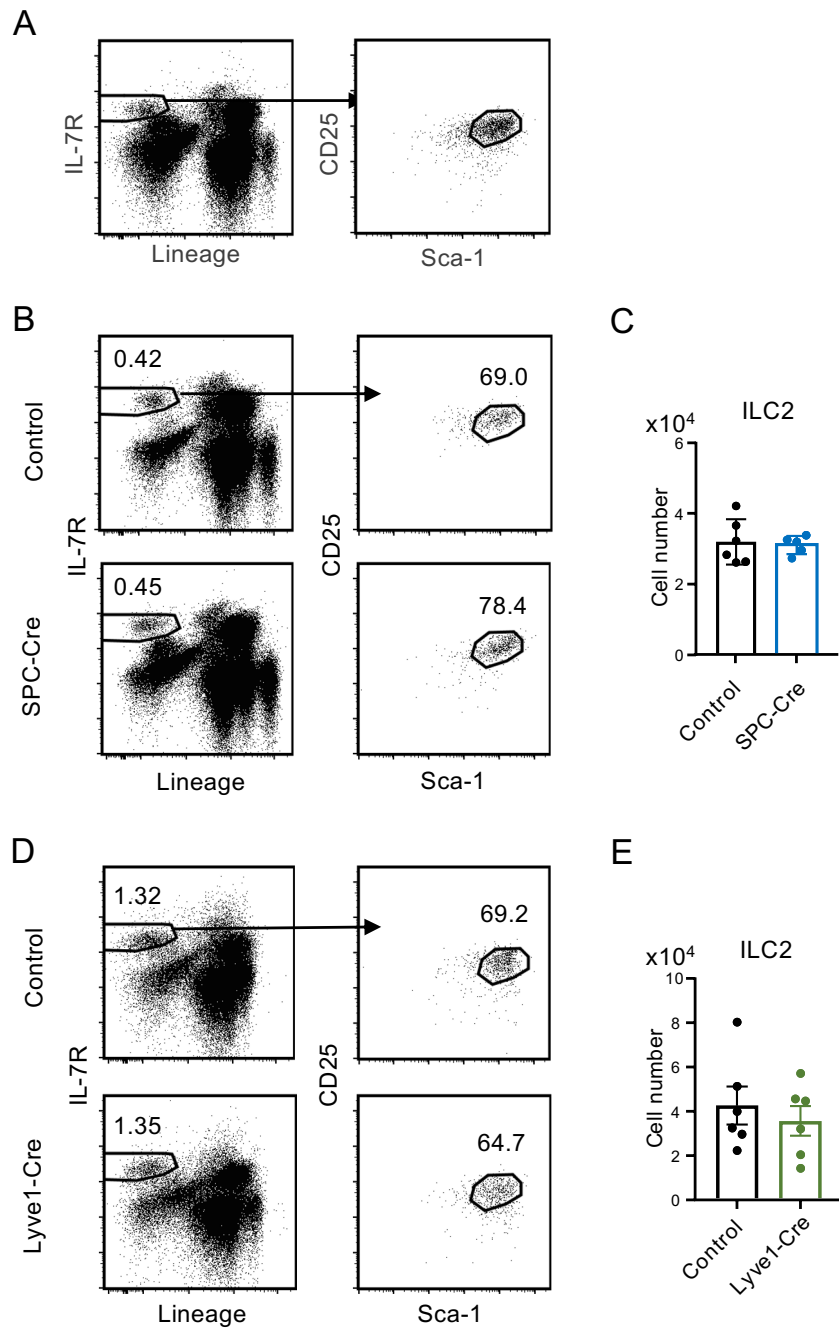 A
IL-7R
CD25
Lineage
Sca-1
B
Control
0.42
69.0
IL-7R
CD25
SPC-Cre
0.45
78.4
Lineage
Sca-1
C
ILC2
x10⁴
6
4
2
0
Cell number
Control
SPC-Cre
D
Control
1.32
69.2
IL-7R
CD25
Lyve1-Cre
1.35
64.7
Lineage
Sca-1
E
ILC2
x10⁴
10
8
6
4
2
0
Cell number
Control
Lyve1-Cre